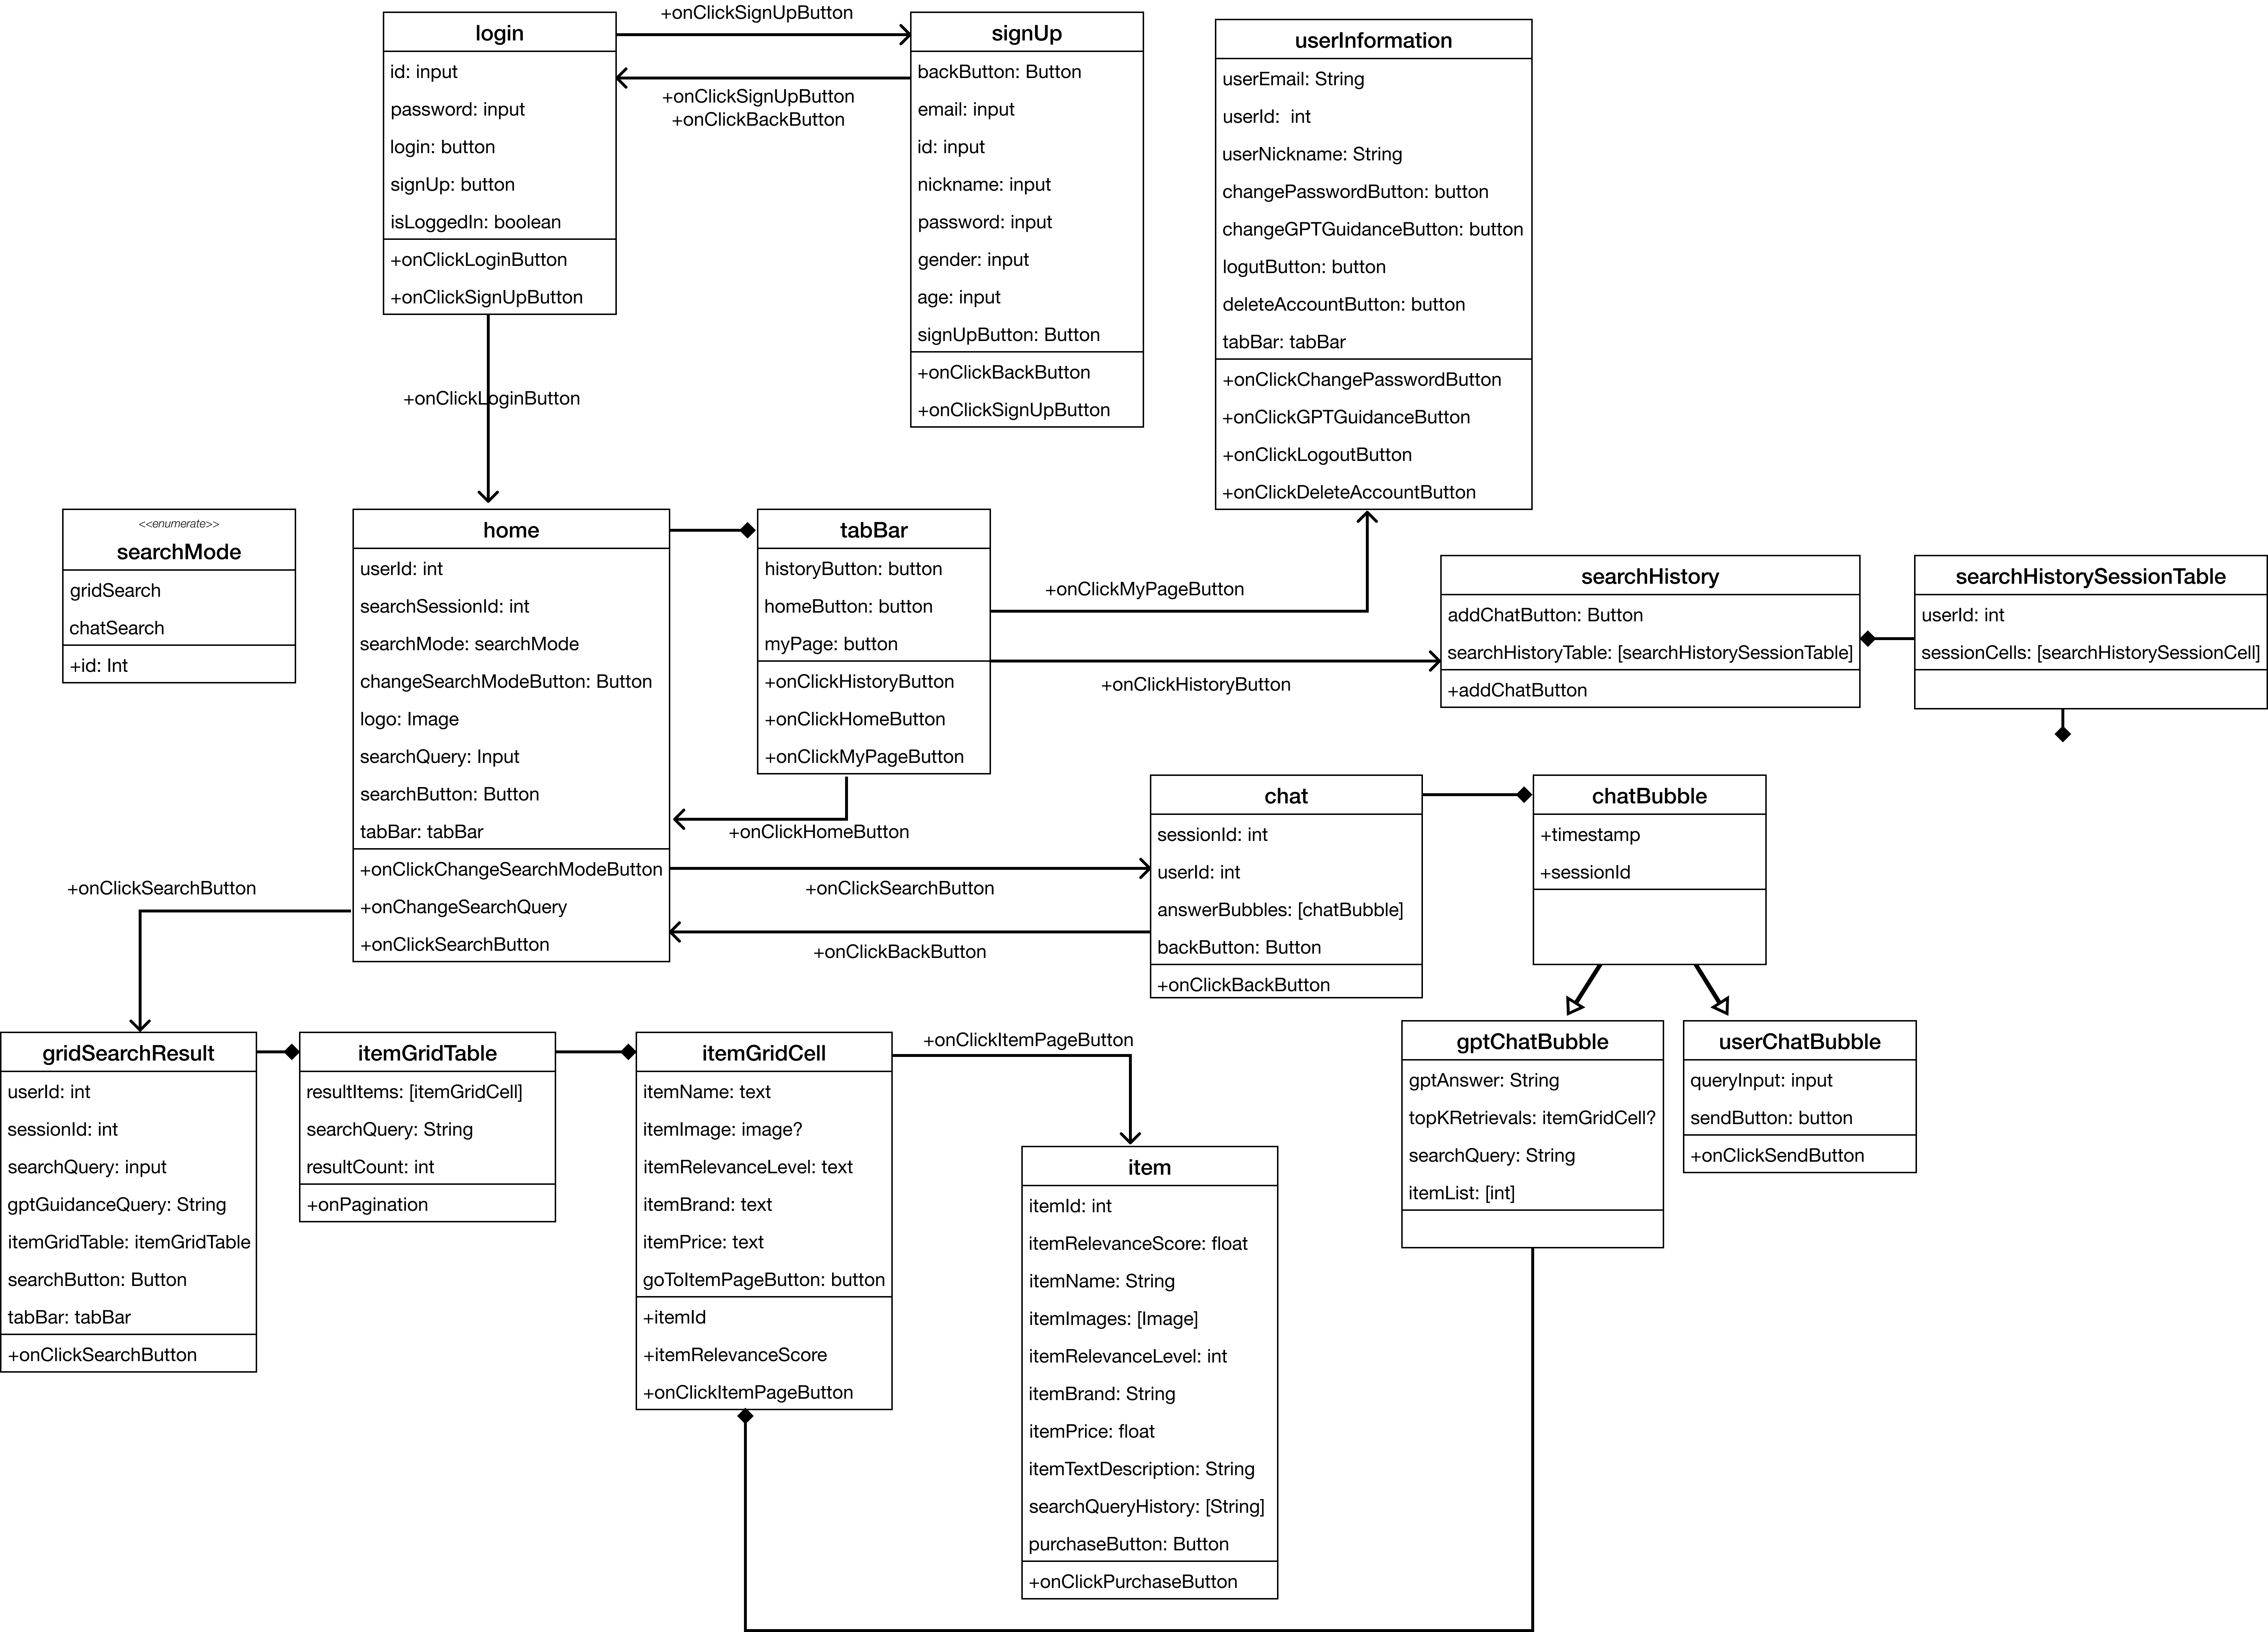 +onClickSignUpButton
login
id: input
password: input
login: button
signUp: button
isLoggedIn: boolean
+onClickLoginButton
+onClickSignUpButton
+onClickSignUpButton
+onClickBackButton
signUp
backButton: Button
email: input
id: input
nickname: input
password: input
gender: input
age: input
signUpButton: Button
+onClickBackButton
+onClickSignUpButton
userInformation
userEmail: String
userId:  int
userNickname: String
changePasswordButton: button
changeGPTGuidanceButton: button
logutButton: button
deleteAccountButton: button
tabBar: tabBar
+onClickChangePasswordButton
+onClickGPTGuidanceButton
+onClickLogoutButton
+onClickDeleteAccountButton
+onClickLoginButton
<<enumerate>>
searchMode
gridSearch
chatSearch
+id: Int
home
userId: int
searchSessionId: int
searchMode: searchMode
changeSearchModeButton: Button
logo: Image
searchQuery: Input
searchButton: Button
tabBar: tabBar
+onClickChangeSearchModeButton
+onChangeSearchQuery
+onClickSearchButton
tabBar
historyButton: button
homeButton: button
myPage: button
+onClickHistoryButton
+onClickHomeButton
+onClickMyPageButton
+onClickMyPageButton
+onClickHistoryButton
+onClickHomeButton
searchHistory
addChatButton: Button
searchHistoryTable: [searchHistorySessionTable]
+addChatButton
searchHistorySessionTable
userId: int
sessionCells: [searchHistorySessionCell]
+onClickSearchButton
+onClickSearchButton
+onClickBackButton
chat
sessionId: int
userId: int
answerBubbles: [chatBubble]
backButton: Button
+onClickBackButton
chatBubble
+timestamp
+sessionId
gridSearchResult
userId: int
sessionId: int
searchQuery: input
gptGuidanceQuery: String
itemGridTable: itemGridTable
searchButton: Button
tabBar: tabBar
+onClickSearchButton
itemGridTable
resultItems: [itemGridCell]
searchQuery: String
resultCount: int
+onPagination
itemGridCell
itemName: text
itemImage: image?
itemRelevanceLevel: text
itemBrand: text
itemPrice: text
goToItemPageButton: button
+itemId
+itemRelevanceScore
+onClickItemPageButton
+onClickItemPageButton
item
itemId: int
itemRelevanceScore: float
itemName: String
itemImages: [Image]
itemRelevanceLevel: int
itemBrand: String
itemPrice: float
itemTextDescription: String
searchQueryHistory: [String]
purchaseButton: Button
+onClickPurchaseButton
gptChatBubble
gptAnswer: String
topKRetrievals: itemGridCell?
searchQuery: String
itemList: [int]
userChatBubble
queryInput: input
sendButton: button
+onClickSendButton